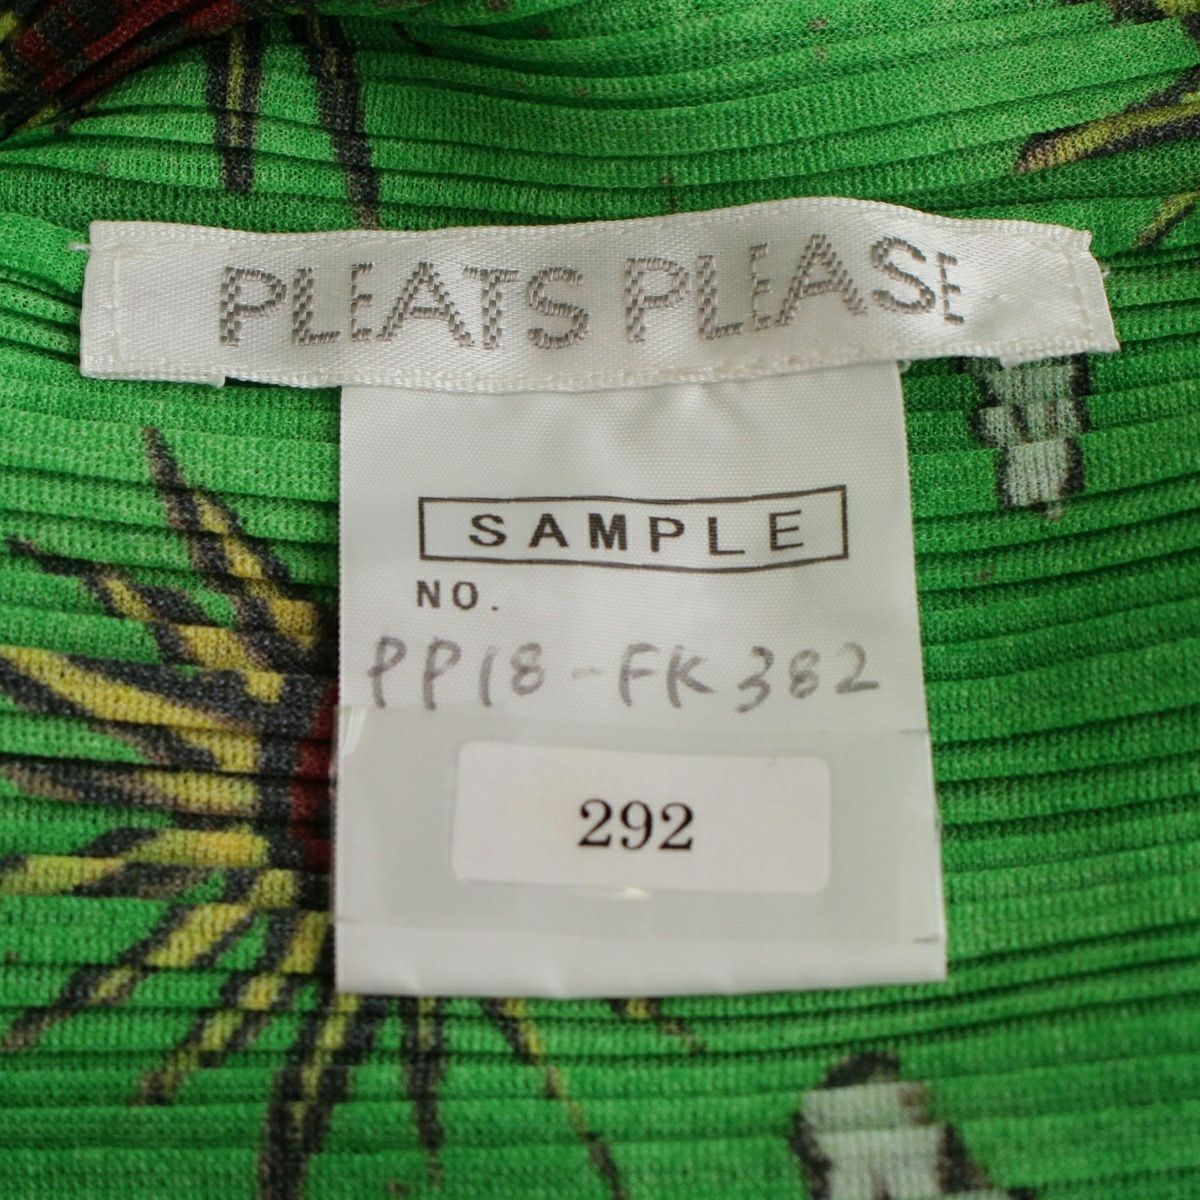 PLEATS PLEASE
SAMPLE
NO.
PP18-FK382
292